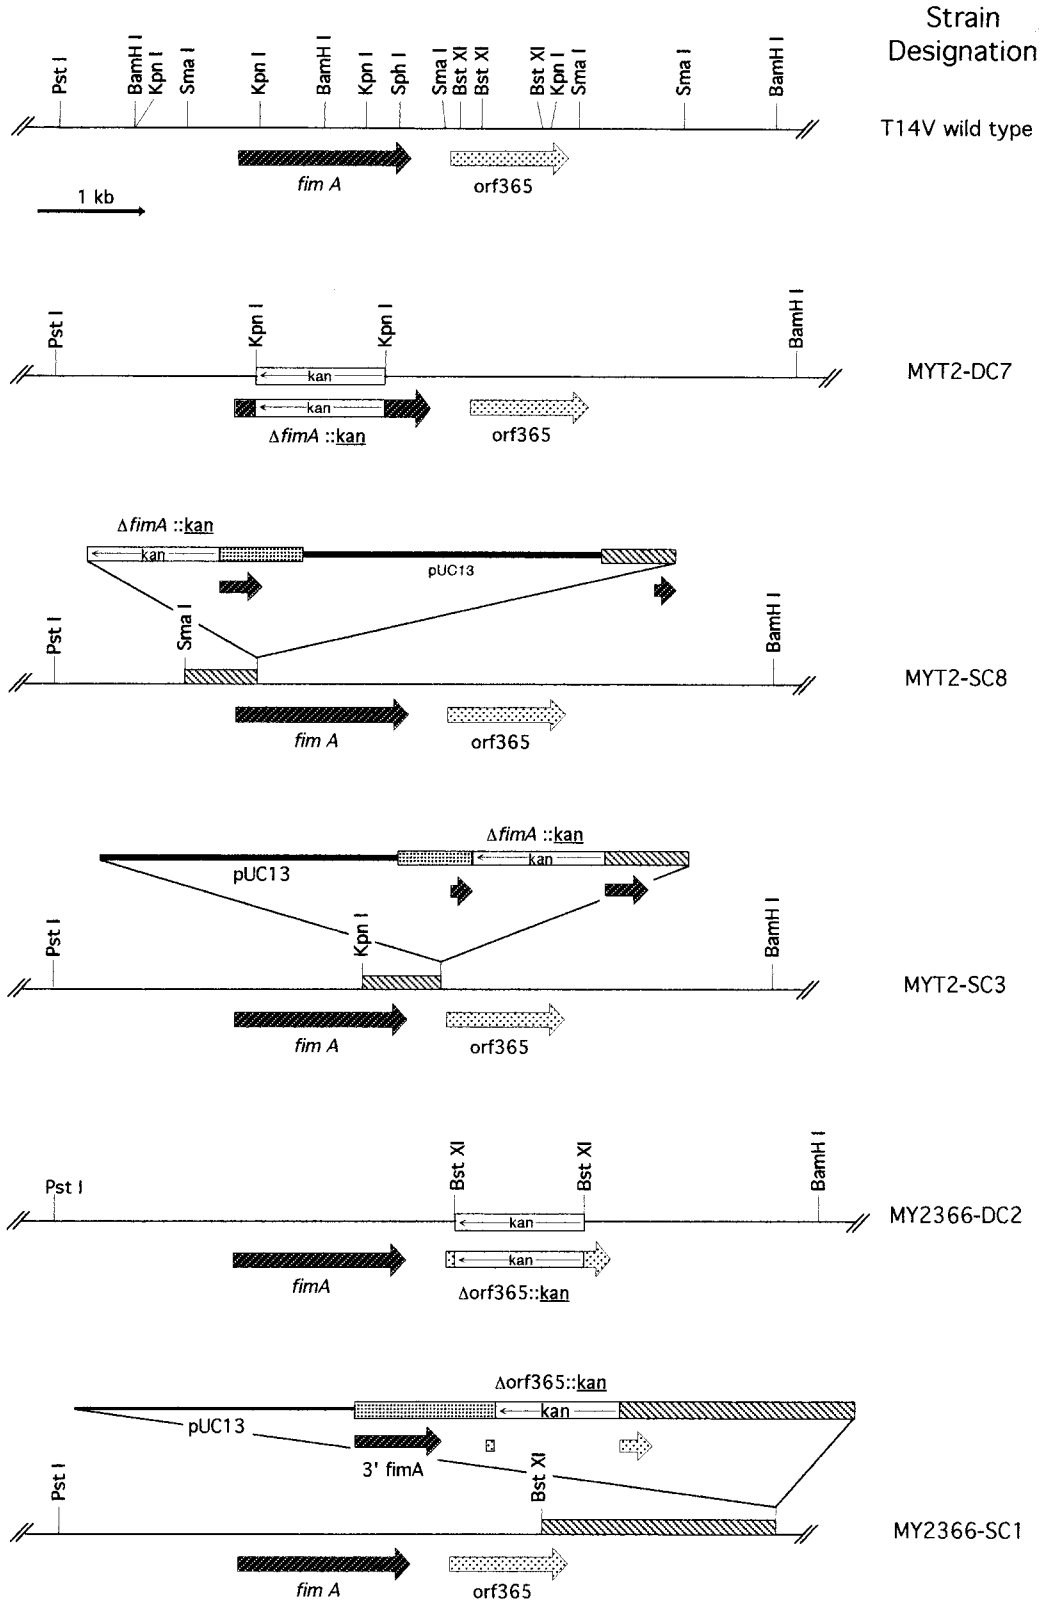 Strain
Designation
Pst I
BamH I
Kpn I
Sma I
Kpn I
BamH I
Kpn I
Sph I
Sma I
Bst XI
Bst XI
Bst XI
Kpn I
Sma I
Sma I
BamH I
T14V wild type
fim A
orf365
1 kb
Pst I
Kpn I
Kpn I
BamH I
kan
MYT2-DC7
kan
ΔfimA ::kan
orf365
ΔfimA ::kan
kan
pUC13
Pst I
Sma I
BamH I
MYT2-SC8
fim A
orf365
ΔfimA ::kan
kan
pUC13
Pst I
Kpn I
BamH I
MYT2-SC3
fim A
orf365
Pst I
Bst XI
Bst XI
BamH I
kan
MY2366-DC2
kan
fimA
Δorf365::kan
Δorf365::kan
kan
pUC13
3' fimA
Pst I
Bst XI
MY2366-SC1
fim A
orf365